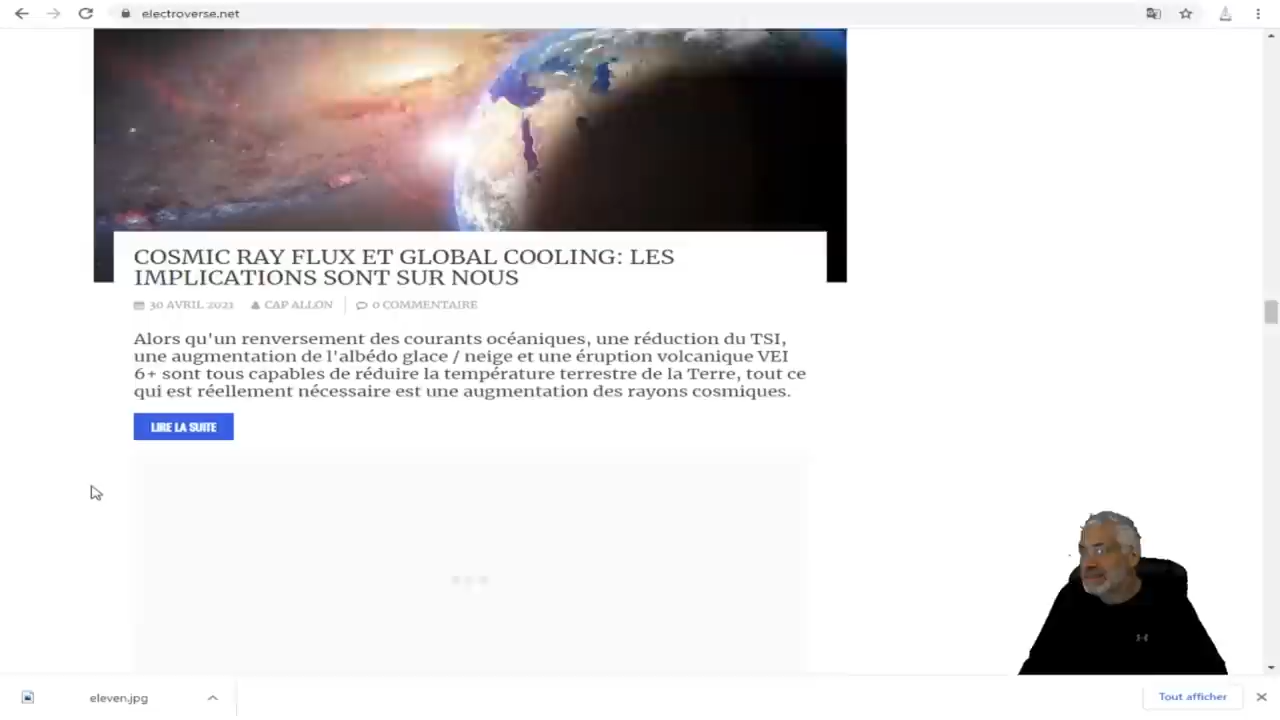 electroverse.net
COSMIC RAY FLUX ET GLOBAL COOLING: LES
IMPLICATIONS SONT SUR NOUS
30 AVRIL 2021 CAP ALLON 0 COMMENTAIRE
Alors qu'un renversement des courants océaniques, une réduction du TSI,
une augmentation de l'albédo glace / neige et une éruption volcanique VEI
6+ sont tous capables de réduire la température terrestre de la Terre, tout ce
qui est réellement nécessaire est une augmentation des rayons cosmiques.
LIRE LA SUITE
eleven.jpg
Tout afficher